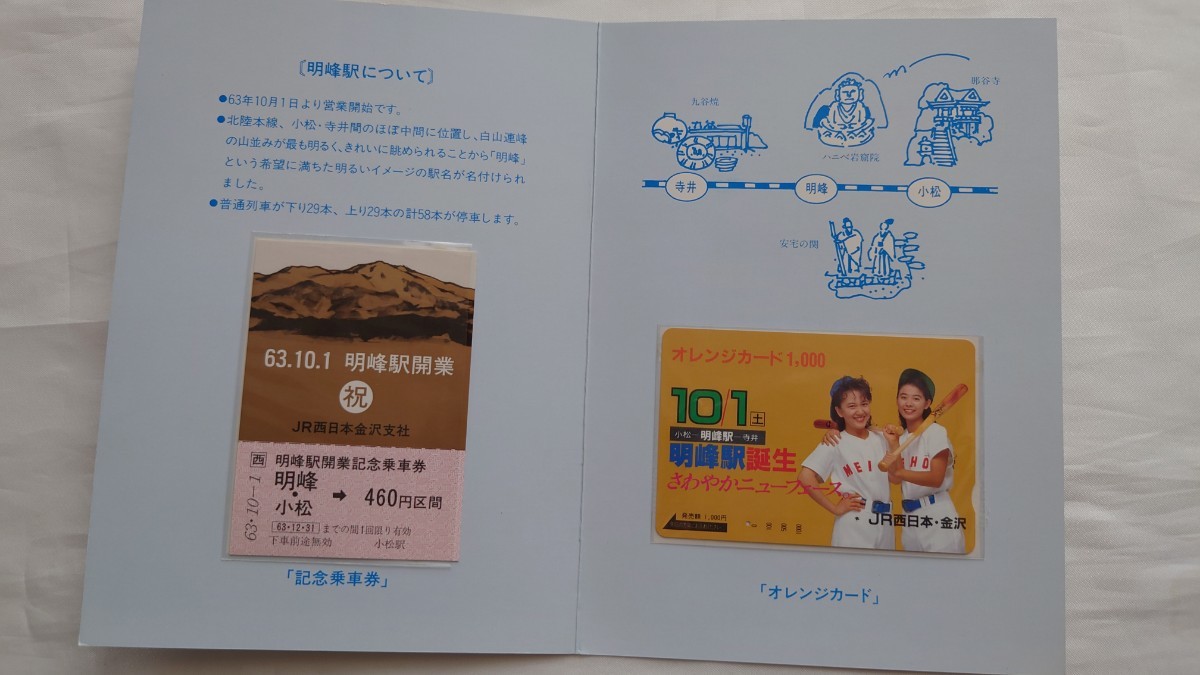 〔明峰駅について〕
●63年10月1日より営業開始です。
●北陸本線、小松・寺井間のほぼ中間に位置し、白山連峰
の山並みが最も明るく、きれいに眺められることから「明峰」
という希望に満ちた明るいイメージの駅名が名付けられ
ました。
●普通列車が下り29本、上り29本の計58本が停車します。
63.10.1 明峰駅開業
祝
JR西日本金沢支社
西 明峰駅開業記念乗車券
明峰
・
小松
➡ 460円区間
63-10-1
63・12・31 までの間1回限り有効
下車前途無効 小松駅
「記念乗車券」
九谷焼
ハニベ岩窟院
那谷寺
寺井
明峰
小松
安宅の関
オレンジカード1,000
10/1土
小松―明峰駅―寺井
明峰駅誕生
さわやかニューフェース
MEI
HO
発売額 1,000円
・JR西日本・金沢
「オレンジカード」